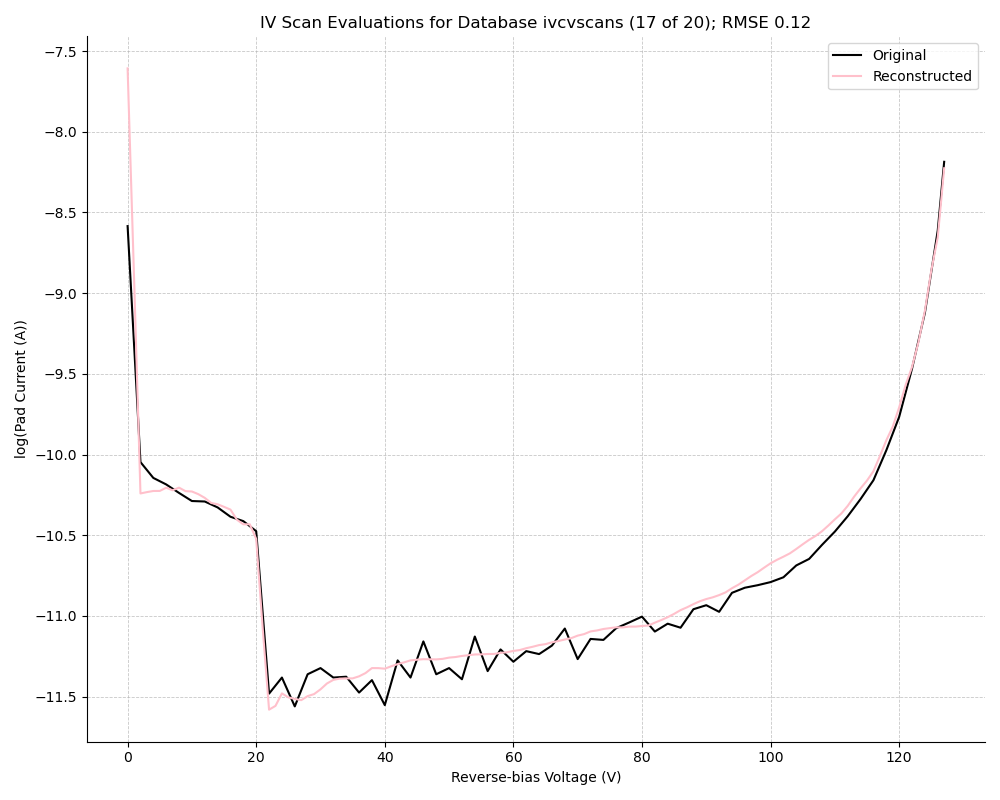 IV Scan Evaluations for Database ivcvscans (17 of 20); RMSE 0.12
Original
Reconstructed
−7.5
−8.0
−8.5
−9.0
−9.5
−10.0
−10.5
−11.0
−11.5
log(Pad Current (A))
0 20 40 60 80 100 120
Reverse-bias Voltage (V)